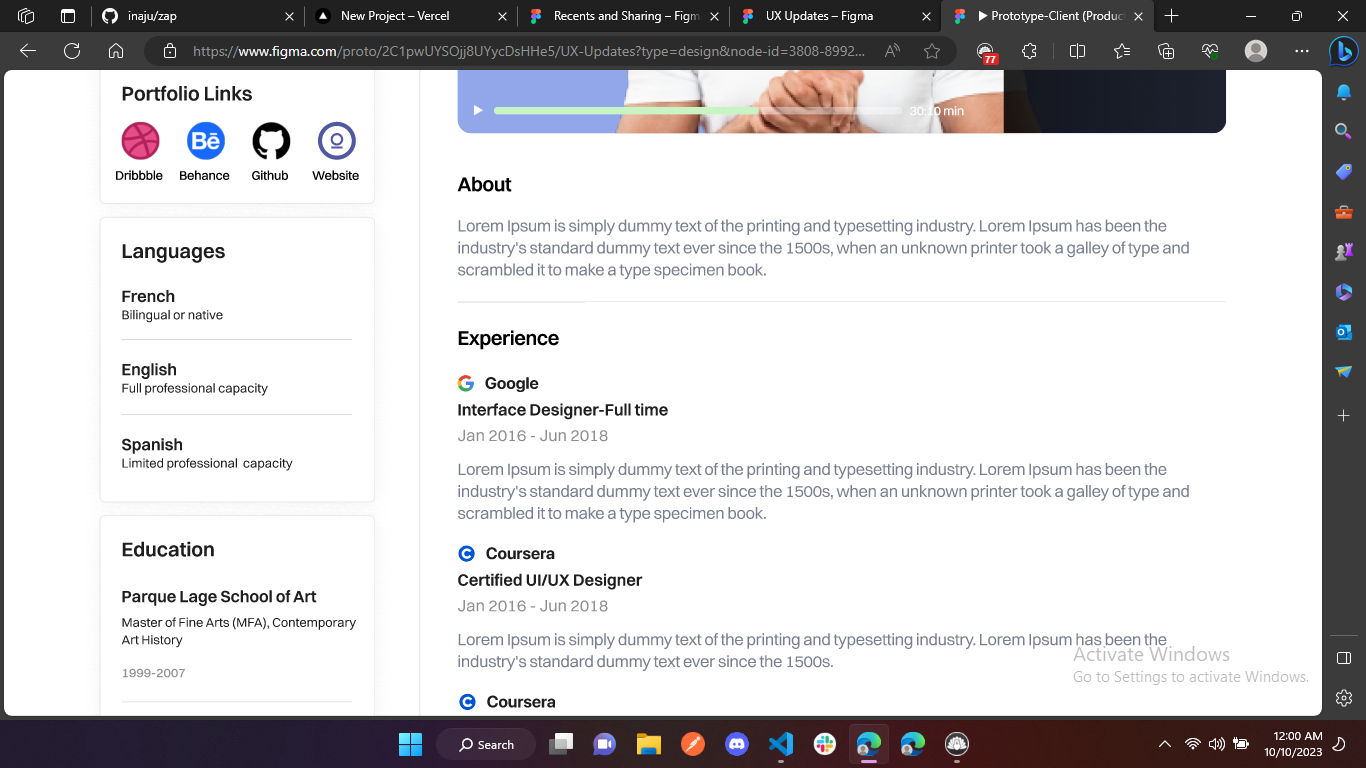 inaju/zap
New Project – Vercel
Recents and Sharing – Figm
UX Updates – Figma
Prototype-Client (Produc
https://www.figma.com/proto/2C1pwUYSOjj8UYycDsHHe5/UX-Updates?type=design&node-id=3808-8992...
77
Portfolio Links
Dribbble
Behance
Github
Website
Languages
French
Bilingual or native
English
Full professional capacity
Spanish
Limited professional capacity
Education
Parque Lage School of Art
Master of Fine Arts (MFA), Contemporary
Art History
1999-2007
30:10 min
About
Lorem Ipsum is simply dummy text of the printing and typesetting industry. Lorem Ipsum has been the
industry's standard dummy text ever since the 1500s, when an unknown printer took a galley of type and
scrambled it to make a type specimen book.
Experience
Google
Interface Designer-Full time
Jan 2016 - Jun 2018
Lorem Ipsum is simply dummy text of the printing and typesetting industry. Lorem Ipsum has been the
industry's standard dummy text ever since the 1500s, when an unknown printer took a galley of type and
scrambled it to make a type specimen book.
Coursera
Certified UI/UX Designer
Jan 2016 - Jun 2018
Lorem Ipsum is simply dummy text of the printing and typesetting industry. Lorem Ipsum has been the
industry's standard dummy text ever since the 1500s.
Coursera
Activate Windows
Go to Settings to activate Windows.
Search
12:00 AM
10/10/2023